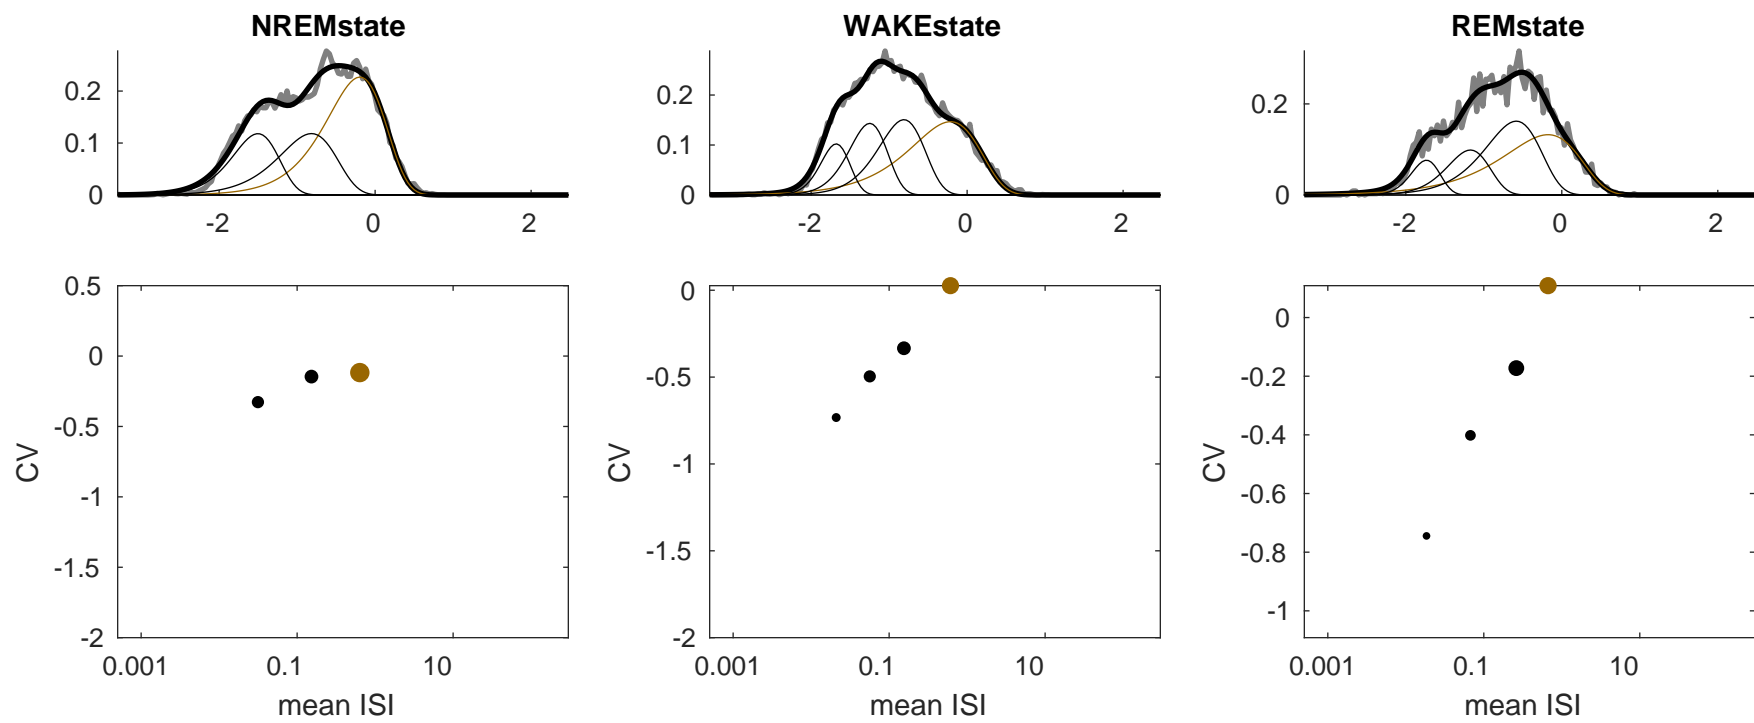 NREMstate WAKEstate REMstate
0.2 0.1 0 -2 0 2
0.2 0.1 0 -2 0 2
0.2 0 -2 0 2
0.5 0 -0.5 -1 -1.5 -2
CV
0.001 0.1 10
mean ISI
0 -0.5 -1 -1.5 -2
CV
0.001 0.1 10
mean ISI
0 -0.2 -0.4 -0.6 -0.8 -1
CV
0.001 0.1 10
mean ISI